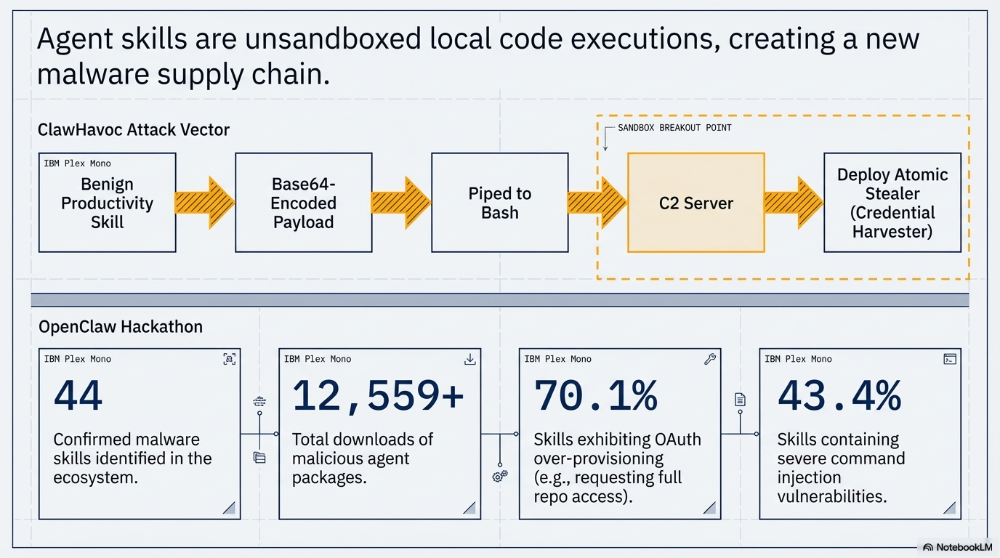 Agent skills are unsandboxed local code executions, creating a new
malware supply chain.
ClawHavoc Attack Vector
SANDBOX BREAKOUT POINT
IBM Plex Mono
Benign
Productivity
Skill
Base64-
Encoded
Payload
Piped to
Bash
C2 Server
Deploy Atomic
Stealer
(Credential
Harvester)
OpenClaw Hackathon
IBM Plex Mono
44
Confirmed malware
skills identified in the
ecosystem.
IBM Plex Mono
12,559+
Total downloads of
malicious agent
packages.
IBM Plex Mono
70.1%
Skills exhibiting OAuth
over-provisioning
(e.g., requesting full
repo access).
IBM Plex Mono
43.4%
Skills containing
severe command
injection
vulnerabilities.
NotebookLM